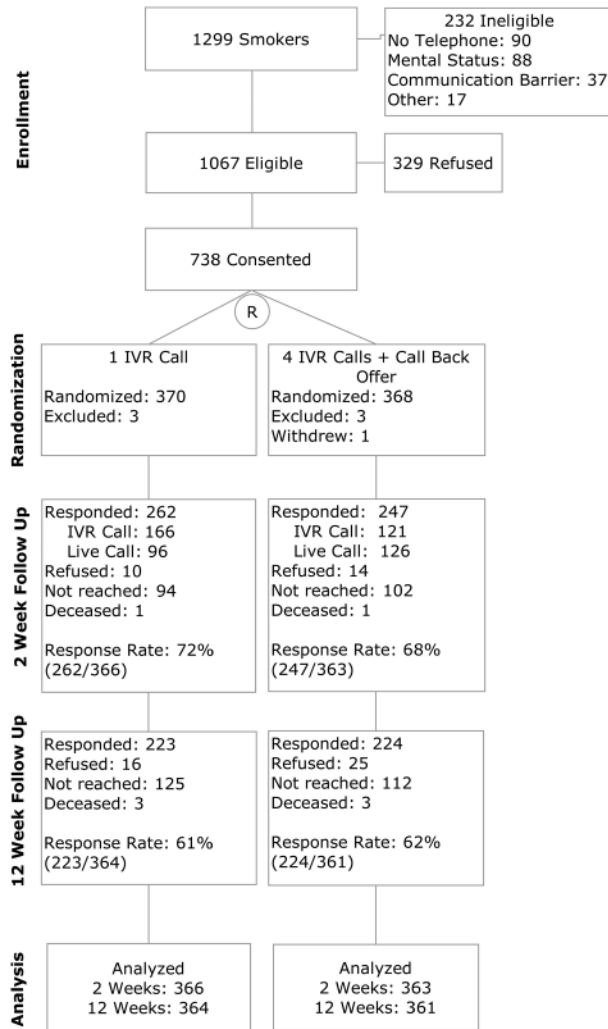 Enrollment
1299 Smokers
232 Ineligible
No Telephone: 90
Mental Status: 88
Communication Barrier: 37
Other: 17
1067 Eligible
329 Refused
738 Consented
R
Randomization
1 IVR Call
Randomized: 370
Excluded: 3
4 IVR Calls + Call Back
Offer
Randomized: 368
Excluded: 3
Withdrew: 1
2 Week Follow Up
Responded: 262
IVR Call: 166
Live Call: 96
Refused: 10
Not reached: 94
Deceased: 1
Response Rate: 72%
(262/366)
Responded: 247
IVR Call: 121
Live Call: 126
Refused: 14
Not reached: 102
Deceased: 1
Response Rate: 68%
(247/363)
12 Week Follow Up
Responded: 223
Refused: 16
Not reached: 125
Deceased: 3
Response Rate: 61%
(223/364)
Responded: 224
Refused: 25
Not reached: 112
Deceased: 3
Response Rate: 62%
(224/361)
Analysis
Analyzed
2 Weeks: 366
12 Weeks: 364
Analyzed
2 Weeks: 363
12 Weeks: 361